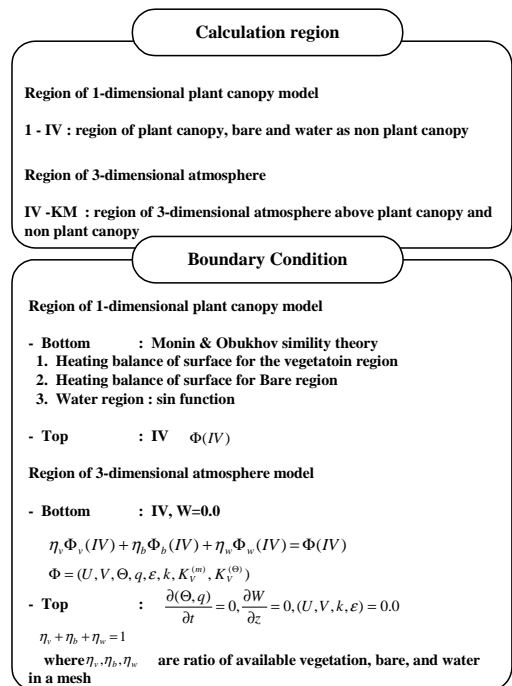 Calculation region
Region of 1-dimensional plant canopy model
1 - IV : region of plant canopy, bare and water as non plant canopy
Region of 3-dimensional atmosphere
IV -KM : region of 3-dimensional atmosphere above plant canopy and
non plant canopy
Boundary Condition
Region of 1-dimensional plant canopy model
- Bottom : Monin & Obukhov simility theory
1. Heating balance of surface for the vegetatoin region
2. Heating balance of surface for Bare region
3. Water region : sin function
- Top : IV Φ(IV)
Region of 3-dimensional atmosphere model
- Bottom : IV, W=0.0
η_vΦ_v(IV)+η_bΦ_b(IV)+η_wΦ_w(IV)=Φ(IV)
Φ=(U,V,Θ,q,ε,k,K_V^(m),K_V^(Θ))
- Top : ∂(Θ,q)/∂t=0,∂W/∂z=0,(U,V,k,ε)=0.0
η_v+η_b+η_w=1
where η_v,η_b,η_w are ratio of available vegetation, bare, and water
in a mesh